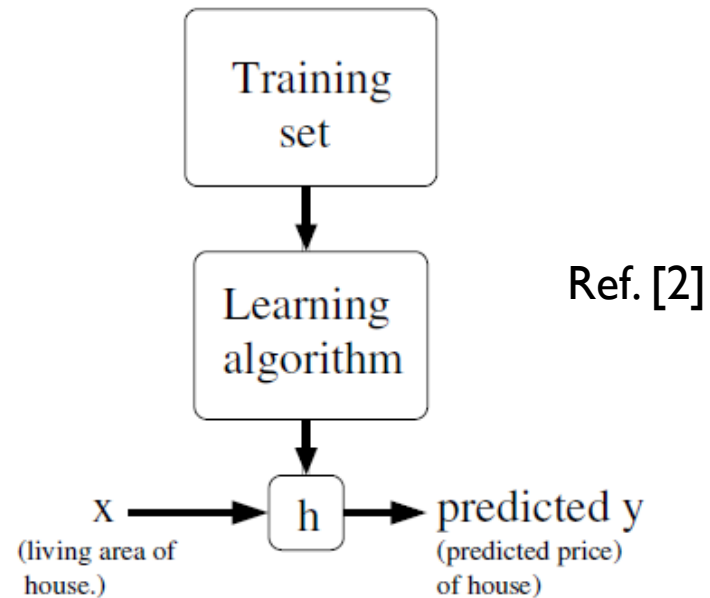 Training
set
Ref. [2]
Learning
algorithm
x
h
predicted y
(living area of
house.)
(predicted price)
of house)